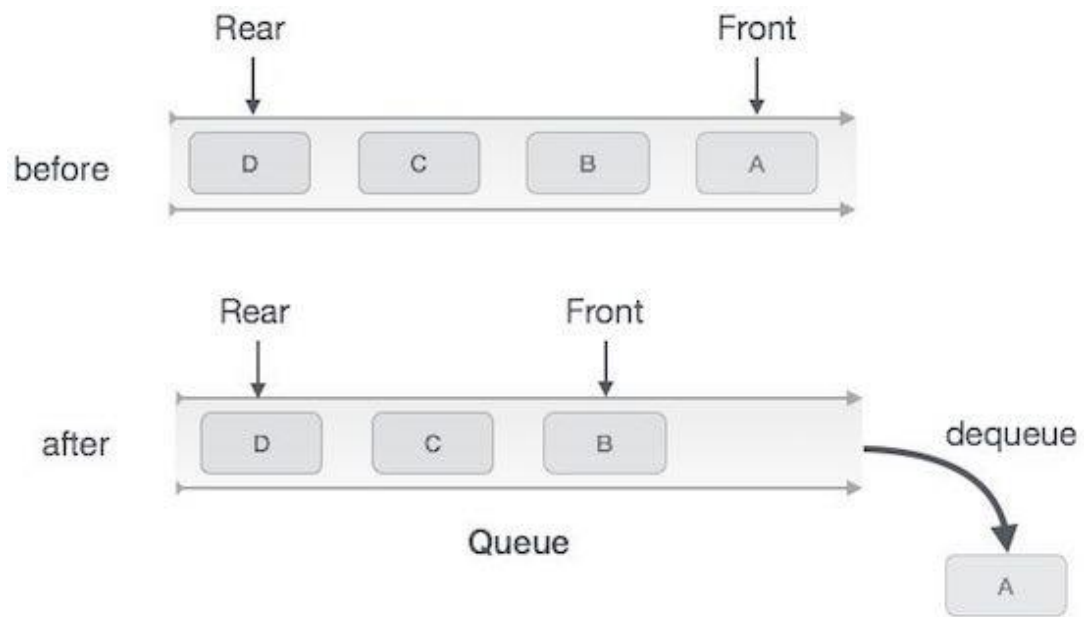 Rear Front
before D C B A
Rear Front
after D C B
dequeue
Queue
A